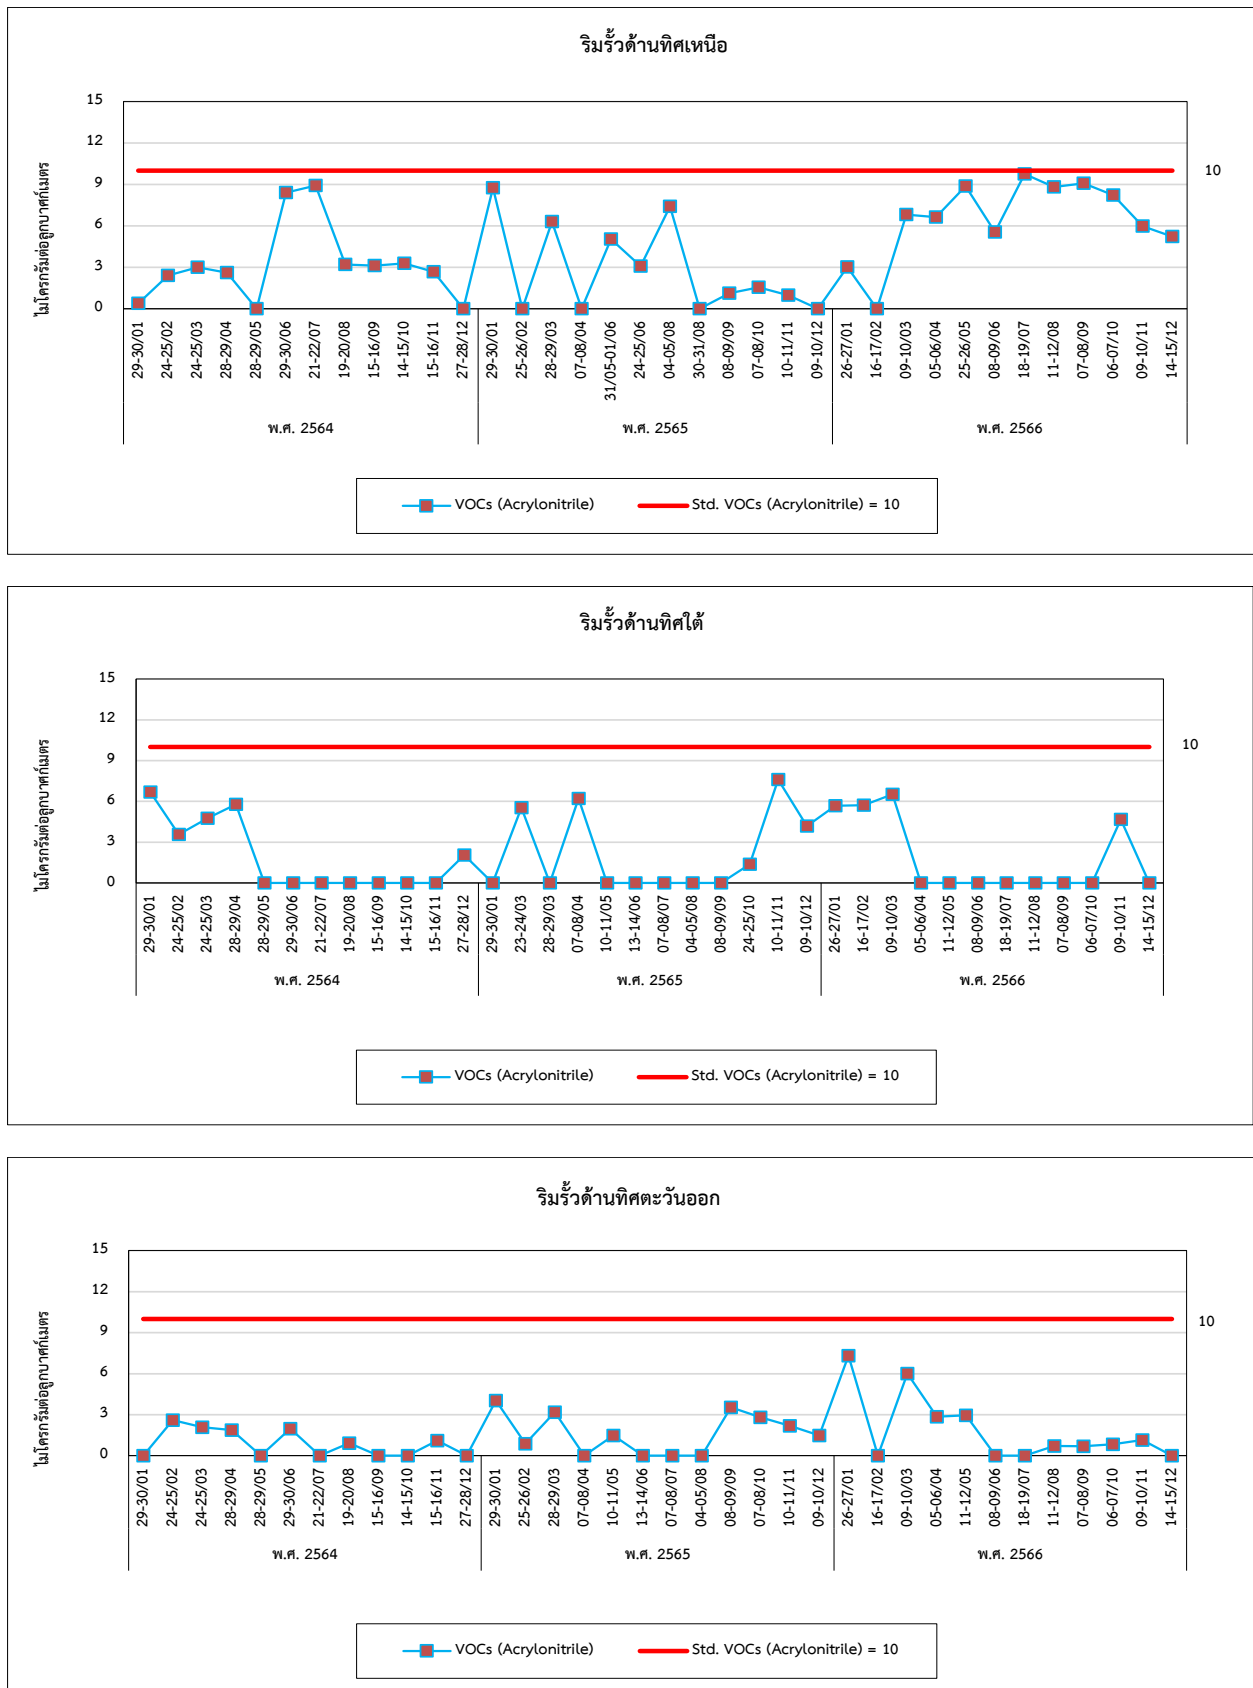 ริมรั้วด้านทิศเหนือ
ไมโครกรัมต่อลูกบาศก์เมตร
15
12
9
6
3
0
10
29-30/01 24-25/02 24-25/03 28-29/04 28-29/05 29-30/06 21-22/07 19-20/08 15-16/09 14-15/10 15-16/11 27-28/12 29-30/01 25-26/02 28-29/03 07-08/04 31/05-01/06 24-25/06 04-05/08 30-31/08 08-09/09 07-08/10 10-11/11 09-10/12 26-27/01 16-17/02 09-10/03 05-06/04 25-26/05 08-09/06 18-19/07 11-12/08 07-08/09 06-07/10 09-10/11 14-15/12
พ.ศ. 2564 พ.ศ. 2565 พ.ศ. 2566
VOCs (Acrylonitrile) Std. VOCs (Acrylonitrile) = 10
ริมรั้วด้านทิศใต้
ไมโครกรัมต่อลูกบาศก์เมตร
15
12
9
6
3
0
10
29-30/01 24-25/02 24-25/03 28-29/04 28-29/05 29-30/06 21-22/07 19-20/08 15-16/09 14-15/10 15-16/11 27-28/12 29-30/01 23-24/03 28-29/03 07-08/04 10-11/05 13-14/06 07-08/07 04-05/08 08-09/09 24-25/10 10-11/11 09-10/12 26-27/01 16-17/02 09-10/03 05-06/04 11-12/05 08-09/06 18-19/07 11-12/08 07-08/09 06-07/10 09-10/11 14-15/12
พ.ศ. 2564 พ.ศ. 2565 พ.ศ. 2566
VOCs (Acrylonitrile) Std. VOCs (Acrylonitrile) = 10
ริมรั้วด้านทิศตะวันออก
ไมโครกรัมต่อลูกบาศก์เมตร
15
12
9
6
3
0
10
29-30/01 24-25/02 24-25/03 28-29/04 28-29/05 29-30/06 21-22/07 19-20/08 15-16/09 14-15/10 15-16/11 27-28/12 29-30/01 25-26/02 28-29/03 07-08/04 10-11/05 13-14/06 07-08/07 04-05/08 08-09/09 07-08/10 10-11/11 09-10/12 26-27/01 16-17/02 09-10/03 05-06/04 11-12/05 08-09/06 18-19/07 11-12/08 07-08/09 06-07/10 09-10/11 14-15/12
พ.ศ. 2564 พ.ศ. 2565 พ.ศ. 2566
VOCs (Acrylonitrile) Std. VOCs (Acrylonitrile) = 10